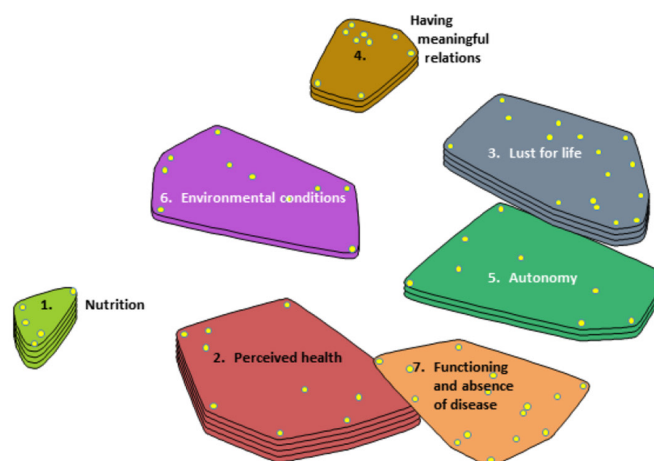 4.
Having
meaningful
relations
3. Lust for life
6. Environmental conditions
5. Autonomy
1.
Nutrition
2. Perceived health
7. Functioning
and absence
of disease